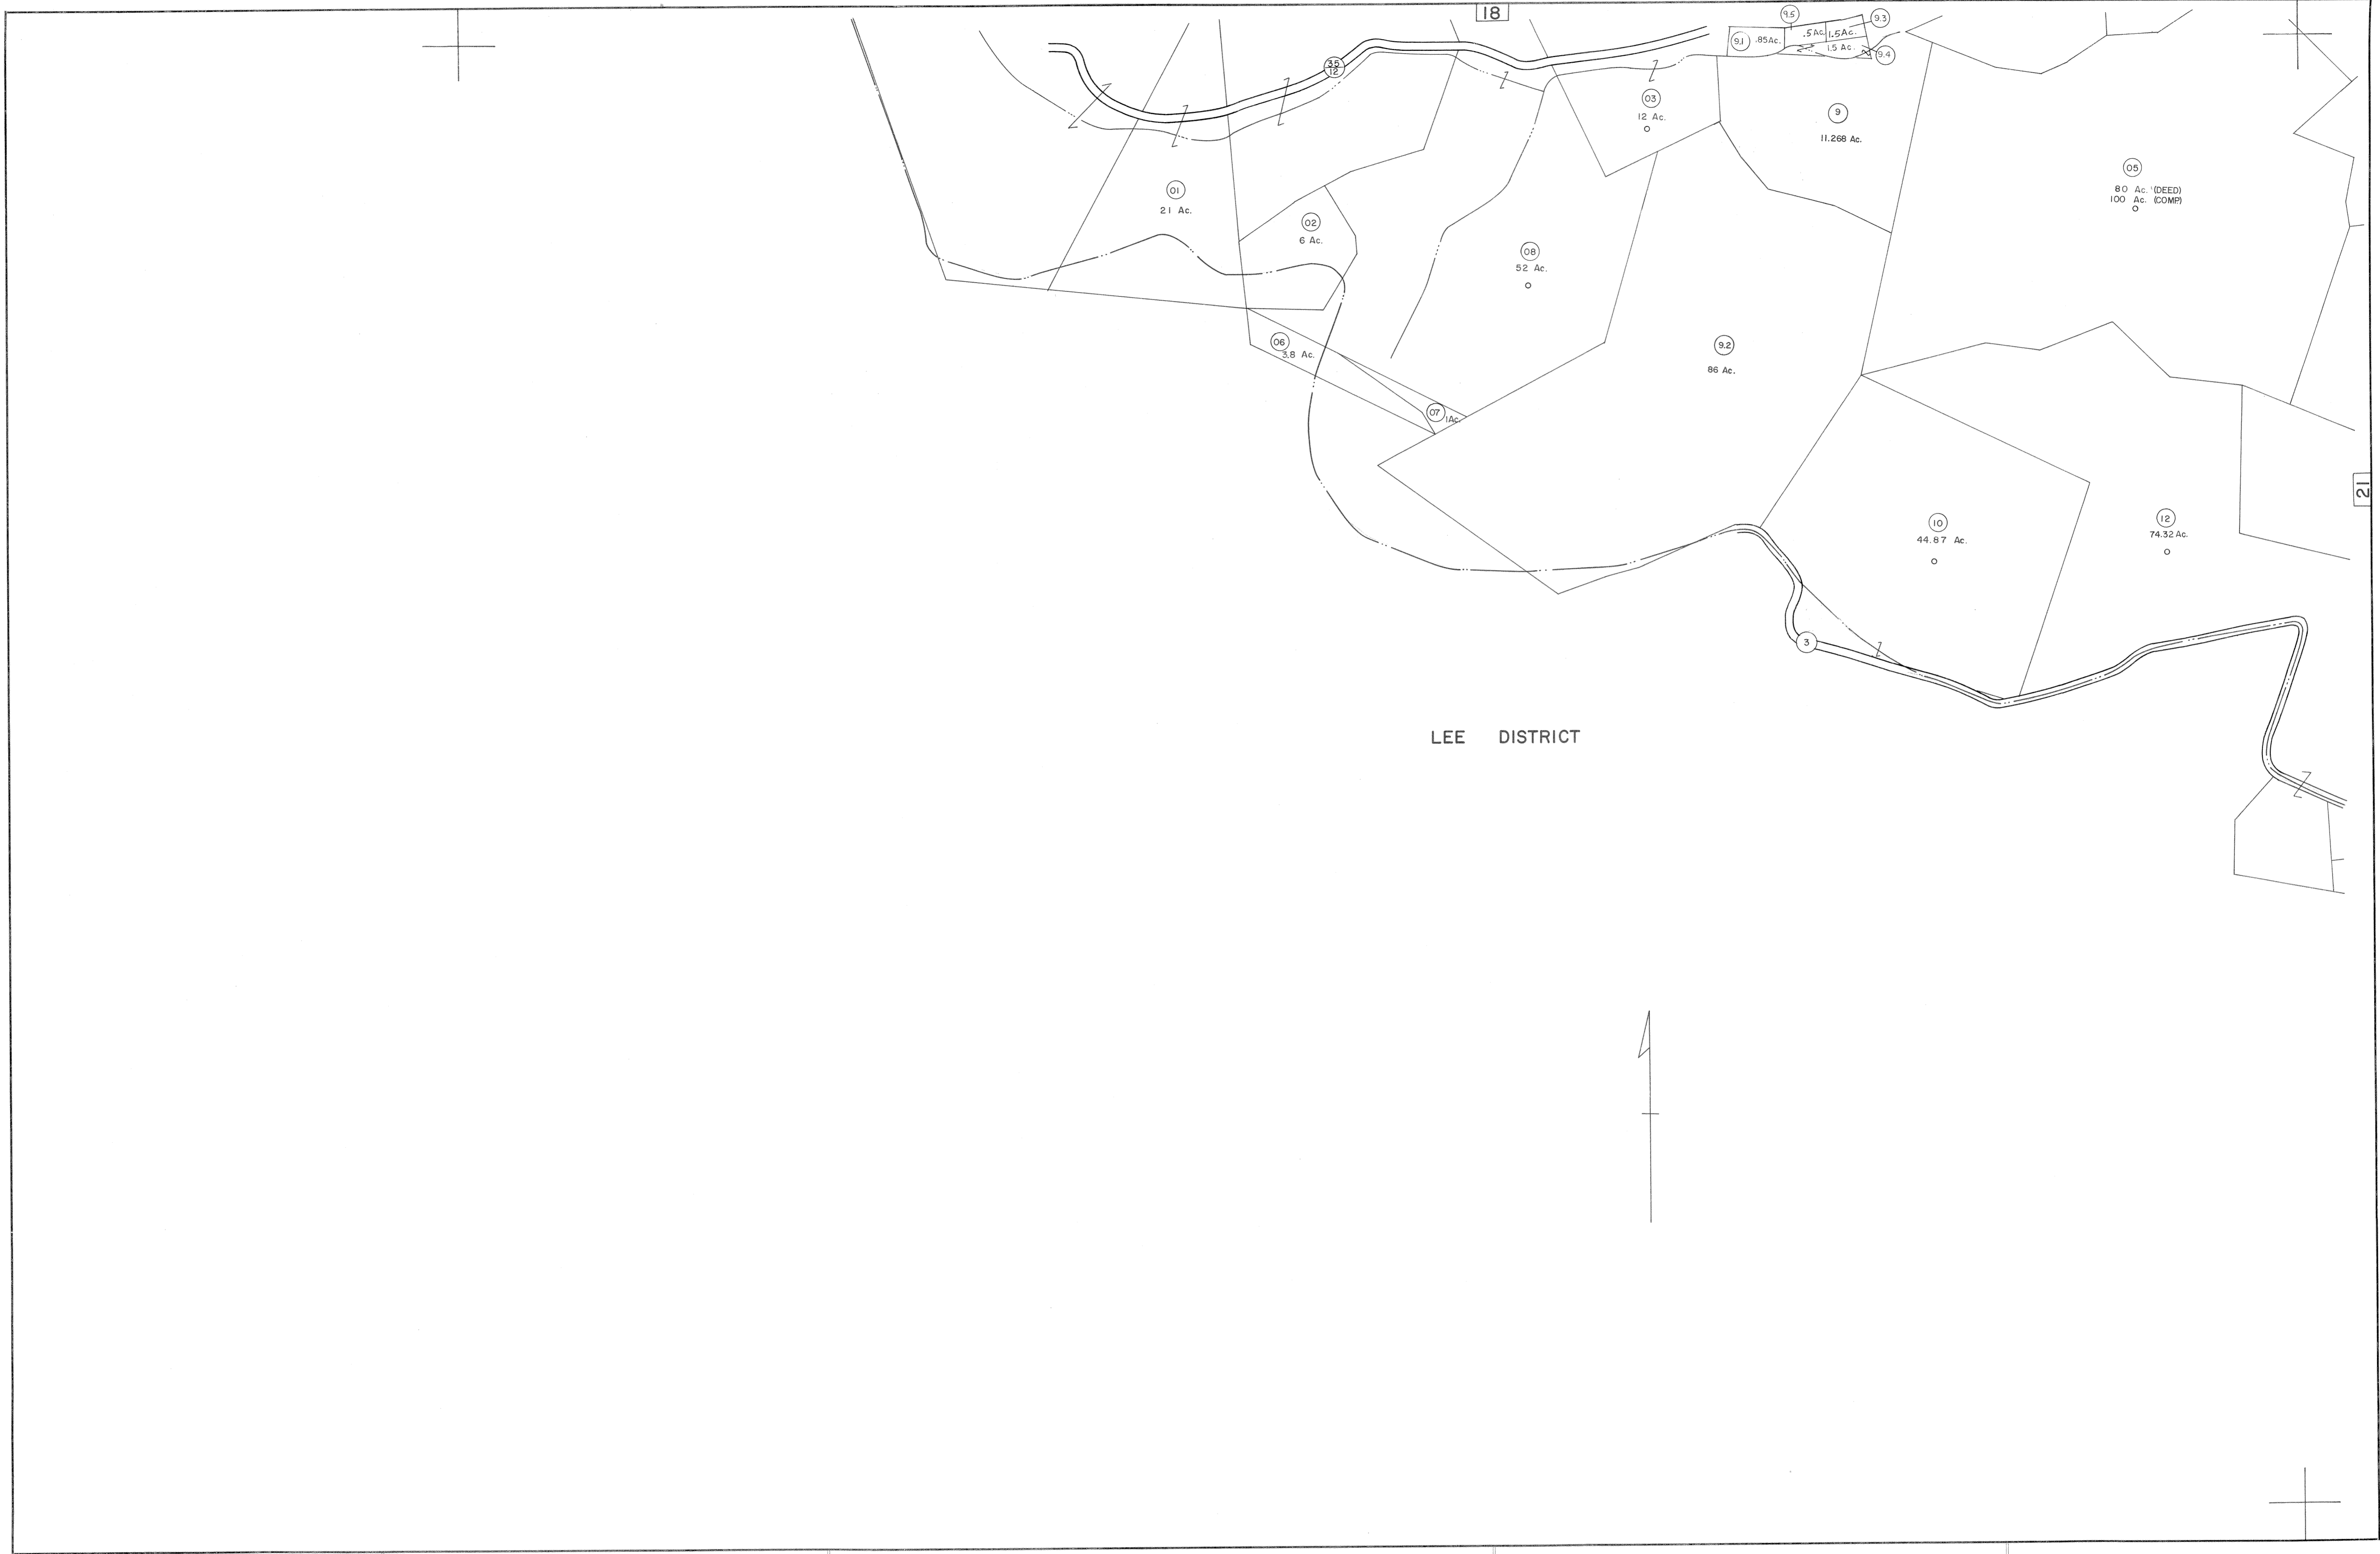 18
9.5
9.3
9.1 .85Ac.
.5 Ac. 1.5Ac.
1.5 Ac.
9.4
35
12
03
12 Ac.
9
11.268 Ac.
05
80 Ac. (DEED)
100 Ac. (COMP.)
01
21 Ac.
02
6 Ac.
08
52 Ac.
06
3.8 Ac.
9.2
86 Ac.
07 1Ac.
21
10
44.87 Ac.
12
74.32 Ac.
3
LEE DISTRICT